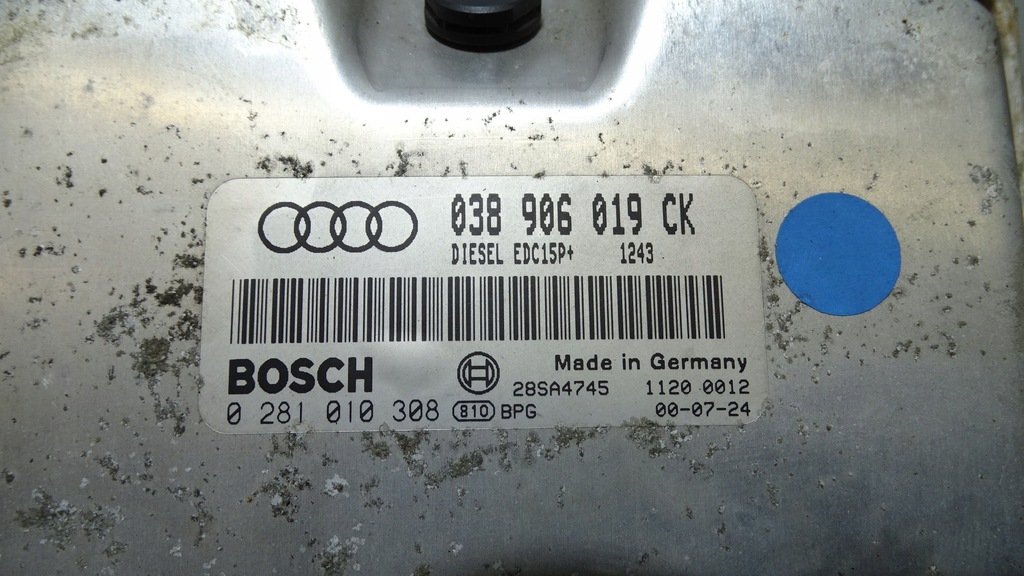 038 906 019 CK
DIESEL EDC15P+ 1243
BOSCH
Made in Germany
28SA4745 1120 0012
0 281 010 308 810 BPG 00-07-24